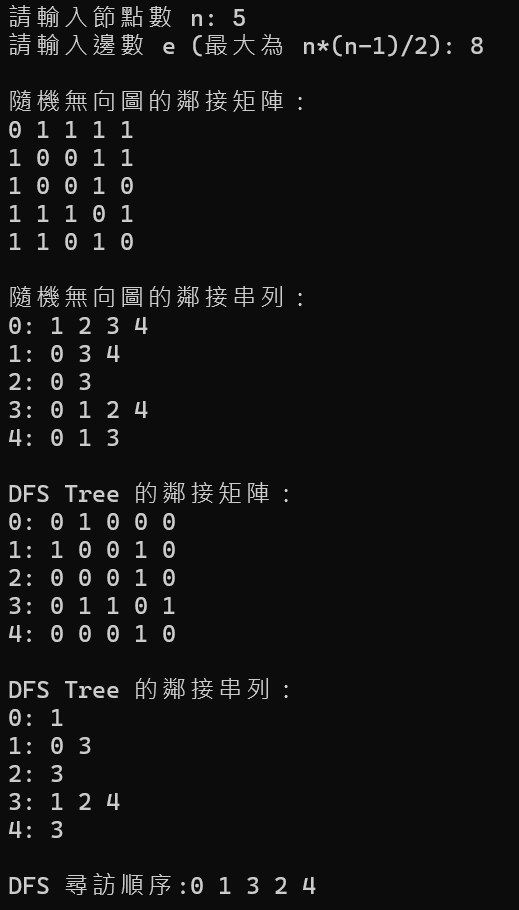 請輸入節點數 n: 5
請輸入邊數 e (最大為 n*(n-1)/2): 8
隨機無向圖的鄰接矩陣：
0 1 1 1 1
1 0 0 1 1
1 0 0 1 0
1 1 1 0 1
1 1 0 1 0
隨機無向圖的鄰接串列：
0: 1 2 3 4
1: 0 3 4
2: 0 3
3: 0 1 2 4
4: 0 1 3
DFS Tree 的鄰接矩陣：
0: 0 1 0 0 0
1: 1 0 0 1 0
2: 0 0 0 1 0
3: 0 1 1 0 1
4: 0 0 0 1 0
DFS Tree 的鄰接串列：
0: 1
1: 0 3
2: 3
3: 1 2 4
4: 3
DFS 尋訪順序:0 1 3 2 4